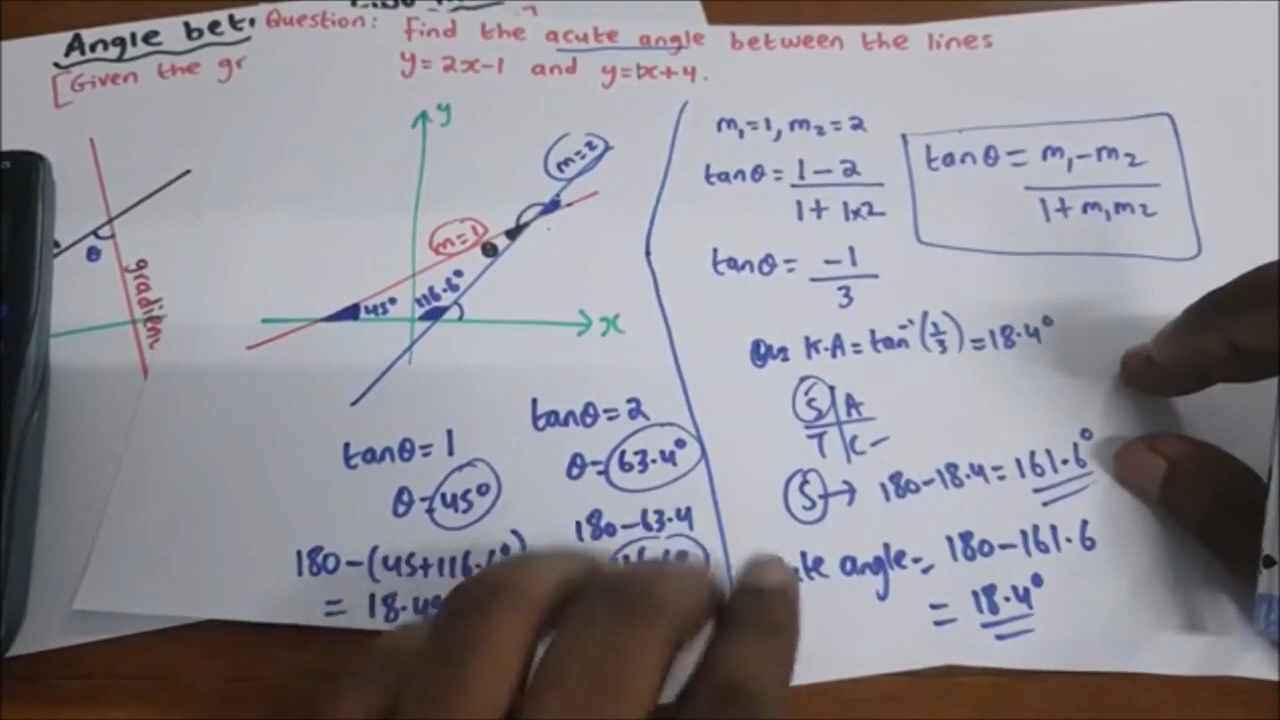 Angle bet
[Given the gr
Question: find the acute angle between the lines
y=2x-1 and y=x+4.
θ
gradient
y
x
m=2
m=1
θ
45°
116.6°
tanθ=1
θ=45°
180-(45+116.6°)
= 18.4°
tanθ=2
θ=63.4°
180-63.4
m₁=1, m₂=2
tanθ= 1-2
1+1x2
tanθ= -1
3
tanθ= m₁-m₂
1+m₁m₂
K.A=tan⁻¹(1/3)=18.4°
S A
T C-
S→ 180-18.4=161.6°
angle= 180-161.6
= 18.4°